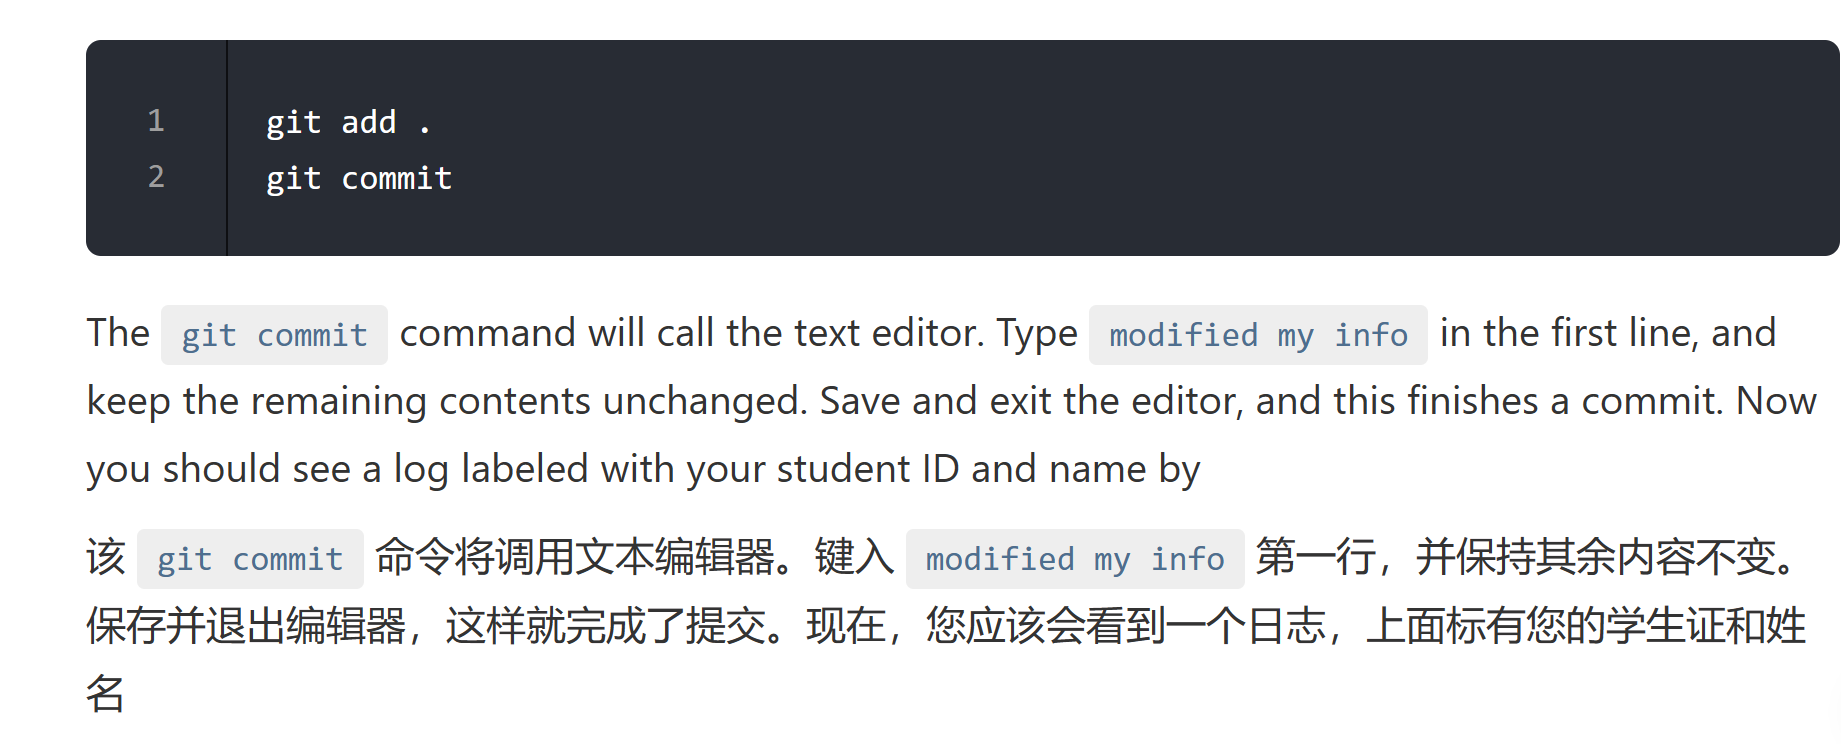 1 git add .
2 git commit
The git commit command will call the text editor. Type modified my info in the first line, and
keep the remaining contents unchanged. Save and exit the editor, and this finishes a commit. Now
you should see a log labeled with your student ID and name by
该 git commit 命令将调用文本编辑器。键入 modified my info 第一行，并保持其余内容不变。
保存并退出编辑器，这样就完成了提交。现在，您应该会看到一个日志，上面标有您的学生证和姓
名